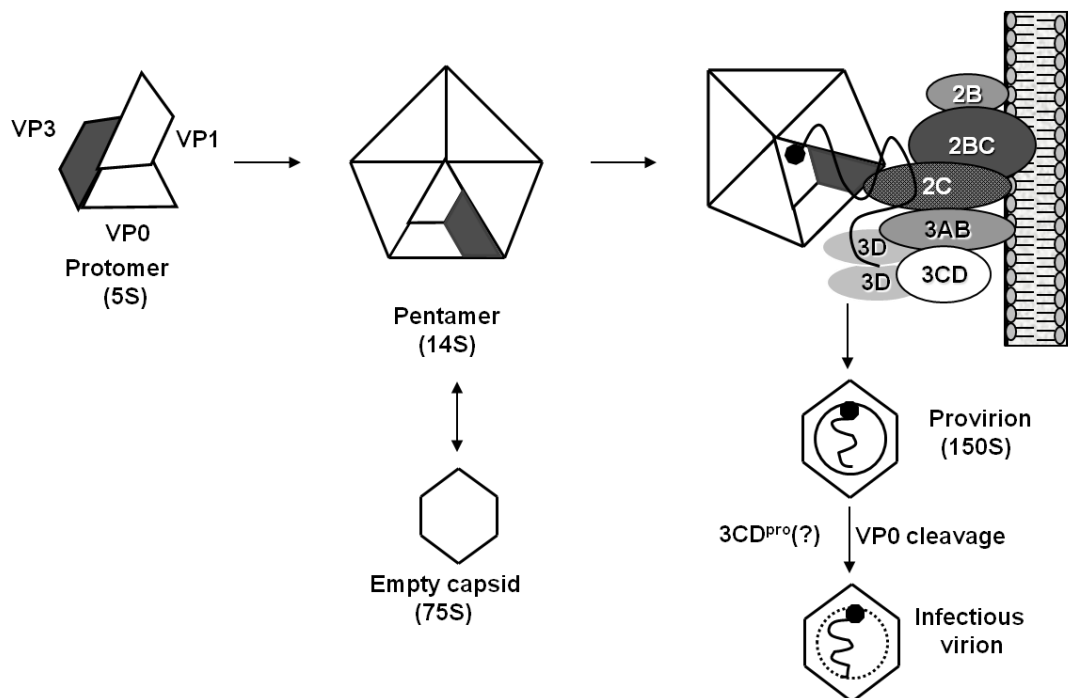 VP3
VP1
VP0
Protomer
(5S)
Pentamer
(14S)
Empty capsid
(75S)
2B
2BC
2C
3AB
3D
3D
3CD
Provirion
(150S)
3CDᵖʳᵒ(?)
VP0 cleavage
Infectious
virion